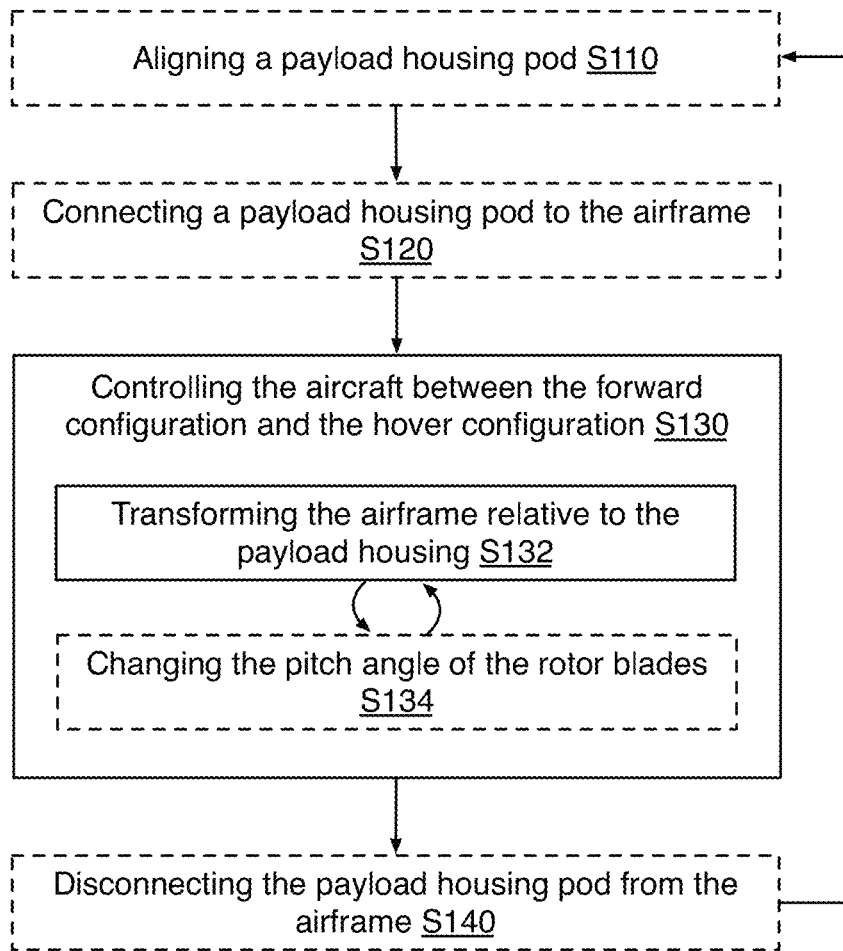 Aligning a payload housing pod S110
Connecting a payload housing pod to the airframe
S120
Controlling the aircraft between the forward
configuration and the hover configuration S130
Transforming the airframe relative to the
payload housing S132
Changing the pitch angle of the rotor blades
S134
Disconnecting the payload housing pod from the
airframe S140